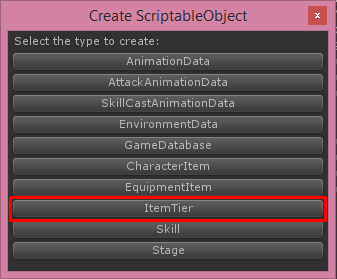 Create ScriptableObject
x
Select the type to create:
AnimationData
AttackAnimationData
SkillCastAnimationData
EnvironmentData
GameDatabase
CharacterItem
EquipmentItem
ItemTier
Skill
Stage